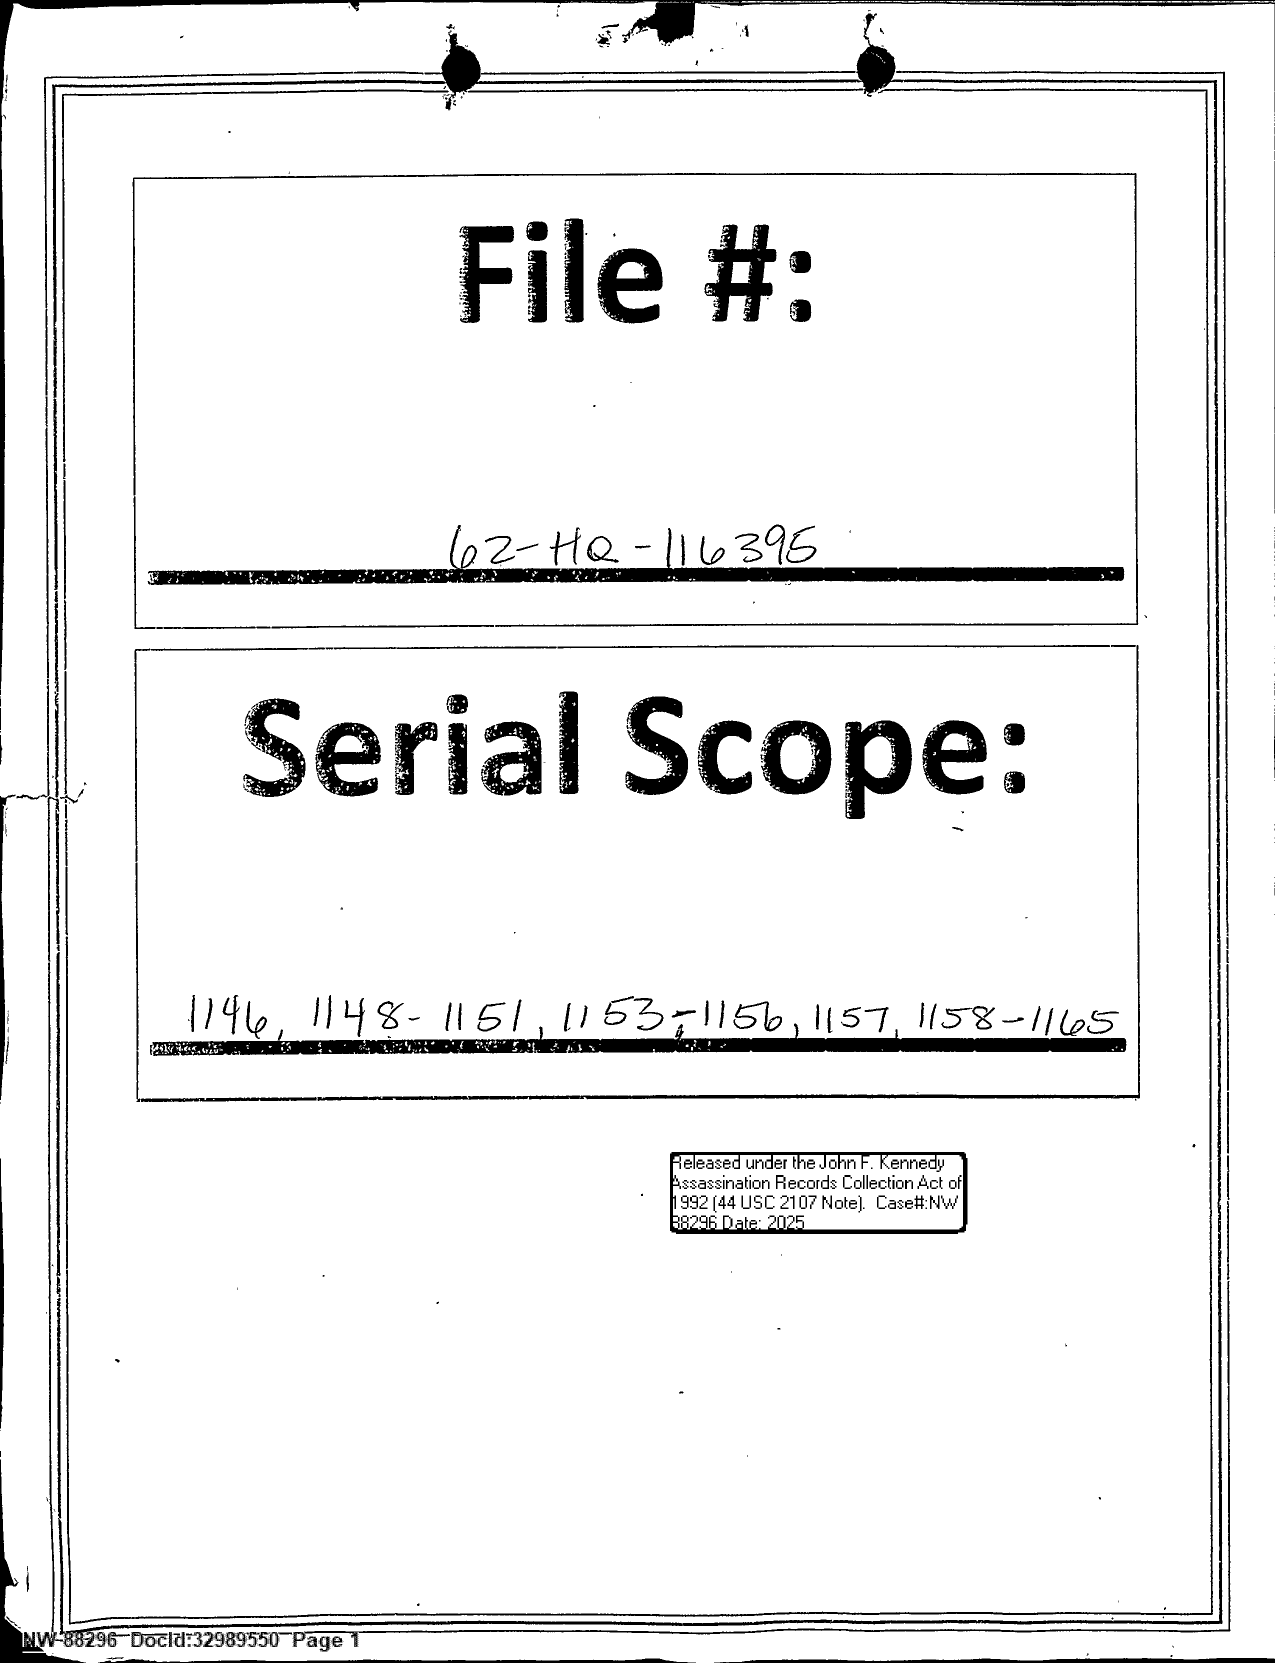 File #:
62-HQ-116395
Serial Scope:
1146, 1148-1151, 1153-1156, 1157, 1158-1165
Released under the John F. Kennedy
Assassination Records Collection Act of
1992 (44 USC 2107 Note). Case#:NW
88296 Date: 2025
NW 88296 DocId:32989550 Page 1